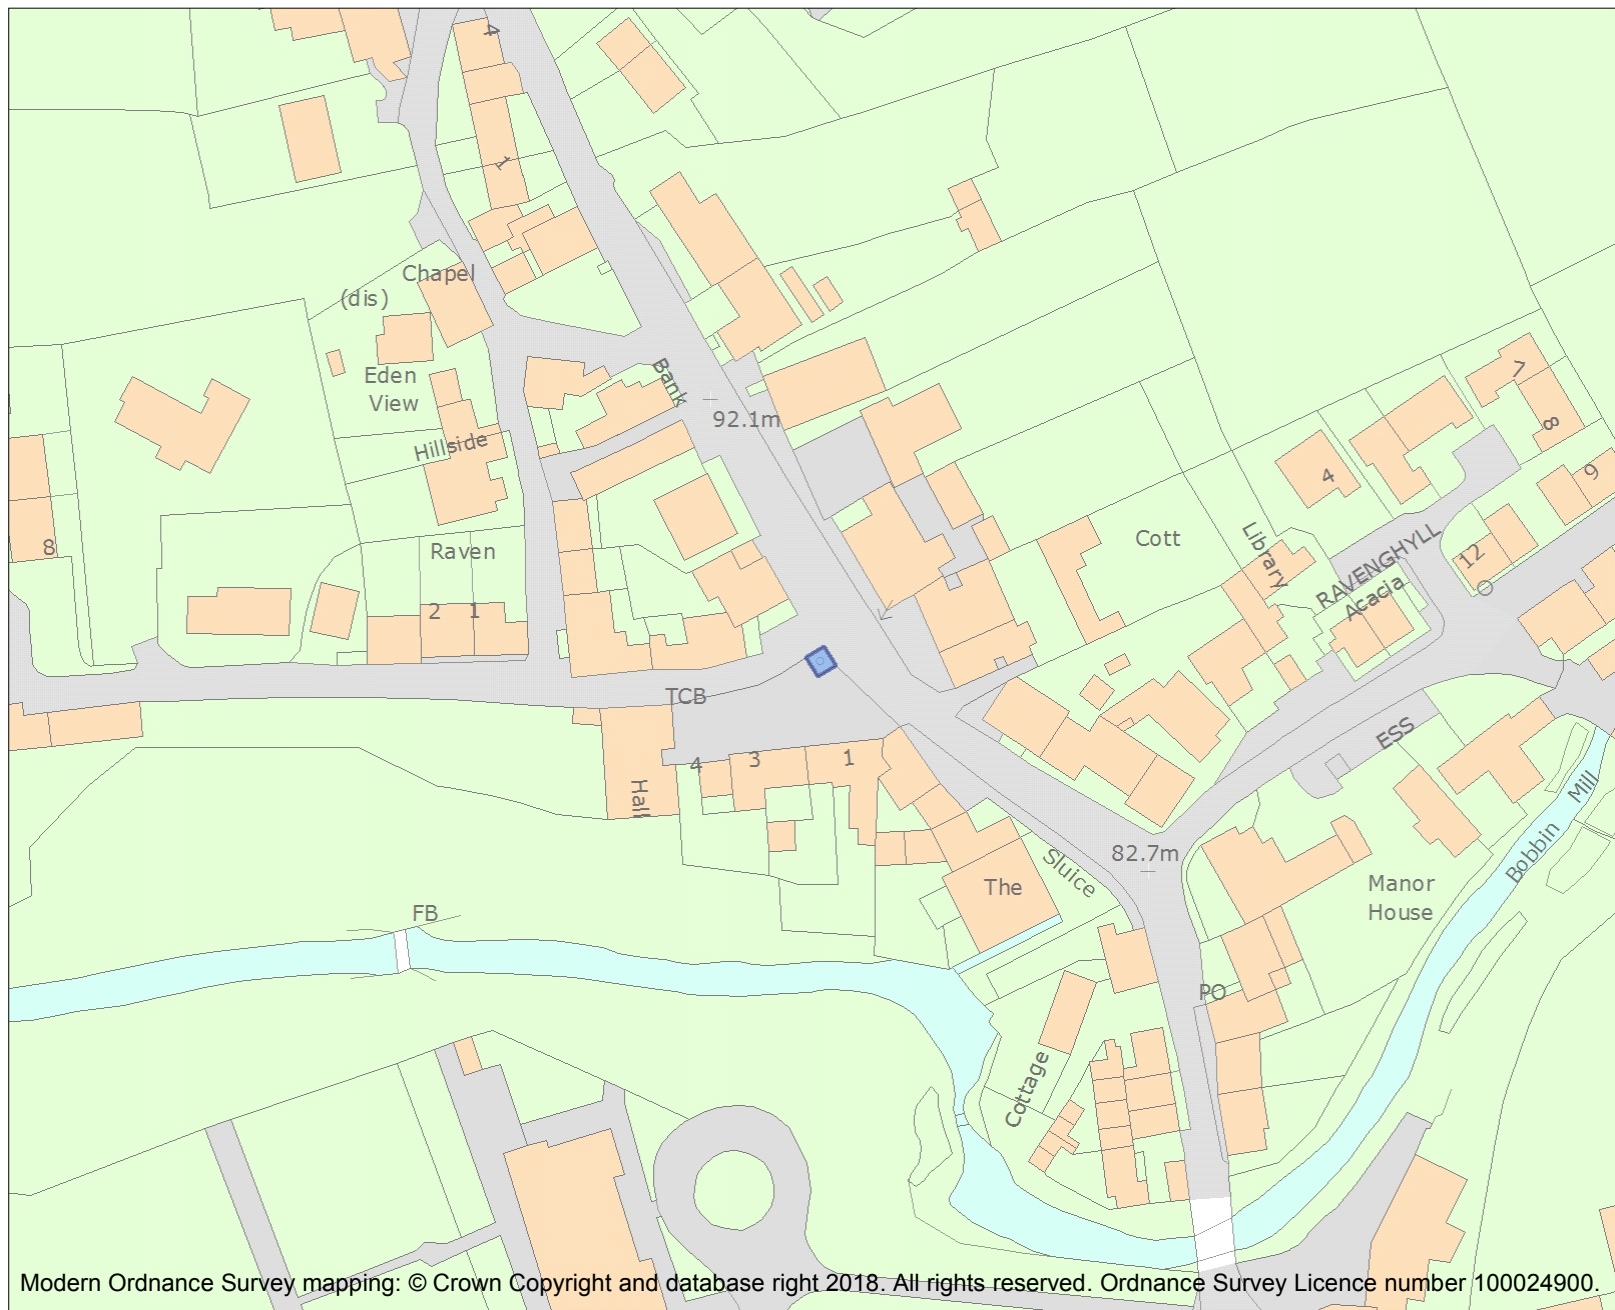 4
1
Chapel
(dis)
Eden
View
Bank
92.1m
Hillside
7
8
4
9
8
Raven
Cott
Library
12
RAVENGHYLL
Acacia
2
1
TCB
ESS
4
3
1
Hall
Mill
82.7m
Sluice
Bobbin
The
Manor
House
FB
PO
Cottage
Modern Ordnance Survey mapping: © Crown Copyright and database right 2018. All rights reserved. Ordnance Survey Licence number 100024900.